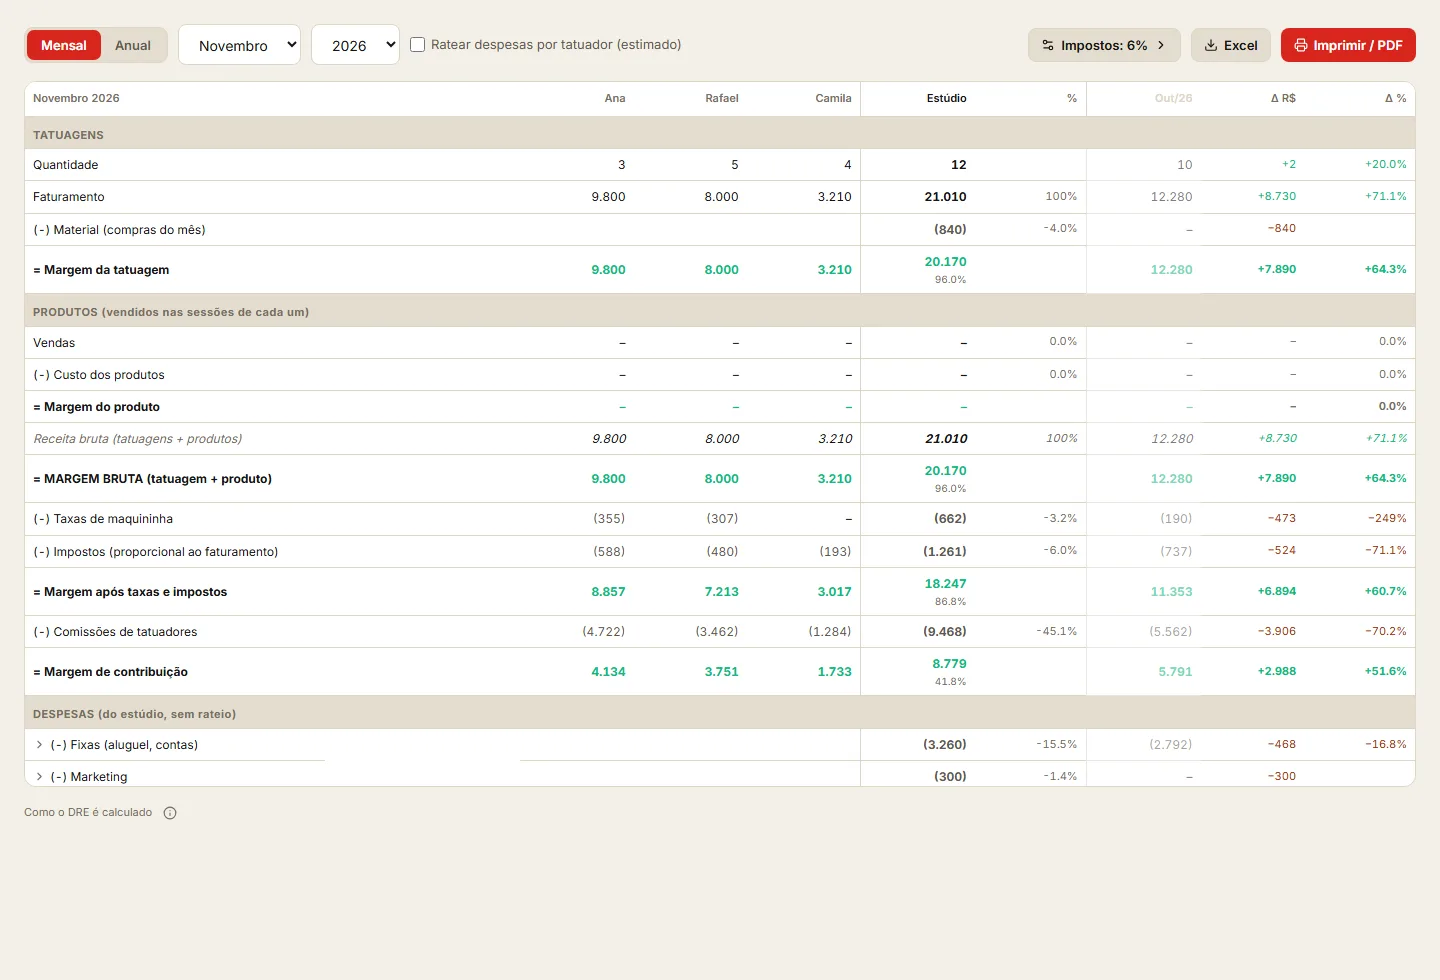 Mensal Anual Novembro 2026 Ratear despesas por tatuador (estimado) Impostos: 6% Excel Imprimir / PDF
Novembro 2026 Ana Rafael Camila Estúdio % Out/26 Δ R$ Δ %
TATUAGENS
Quantidade 3 5 4 12 10 +2 +20.0%
Faturamento 9.800 8.000 3.210 21.010 100% 12.280 +8.730 +71.1%
(-) Material (compras do mês) (840) -4.0% – −840
= Margem da tatuagem 9.800 8.000 3.210 20.170 12.280 +7.890 +64.3%
96.0%
PRODUTOS (vendidos nas sessões de cada um)
Vendas – – – – 0.0% – – 0.0%
(-) Custo dos produtos – – – – 0.0% – – 0.0%
= Margem do produto – – – – – – 0.0%
Receita bruta (tatuagens + produtos) 9.800 8.000 3.210 21.010 100% 12.280 +8.730 +71.1%
= MARGEM BRUTA (tatuagem + produto) 9.800 8.000 3.210 20.170 12.280 +7.890 +64.3%
96.0%
(-) Taxas de maquininha (355) (307) – (662) -3.2% (190) −473 −249%
(-) Impostos (proporcional ao faturamento) (588) (480) (193) (1.261) -6.0% (737) −524 −71.1%
= Margem após taxas e impostos 8.857 7.213 3.017 18.247 11.353 +6.894 +60.7%
86.8%
(-) Comissões de tatuadores (4.722) (3.462) (1.284) (9.468) -45.1% (5.562) −3.906 −70.2%
= Margem de contribuição 4.134 3.751 1.733 8.779 5.791 +2.988 +51.6%
41.8%
DESPESAS (do estúdio, sem rateio)
(-) Fixas (aluguel, contas) (3.260) -15.5% (2.792) −468 −16.8%
(-) Marketing (300) -1.4% – −300
Como o DRE é calculado